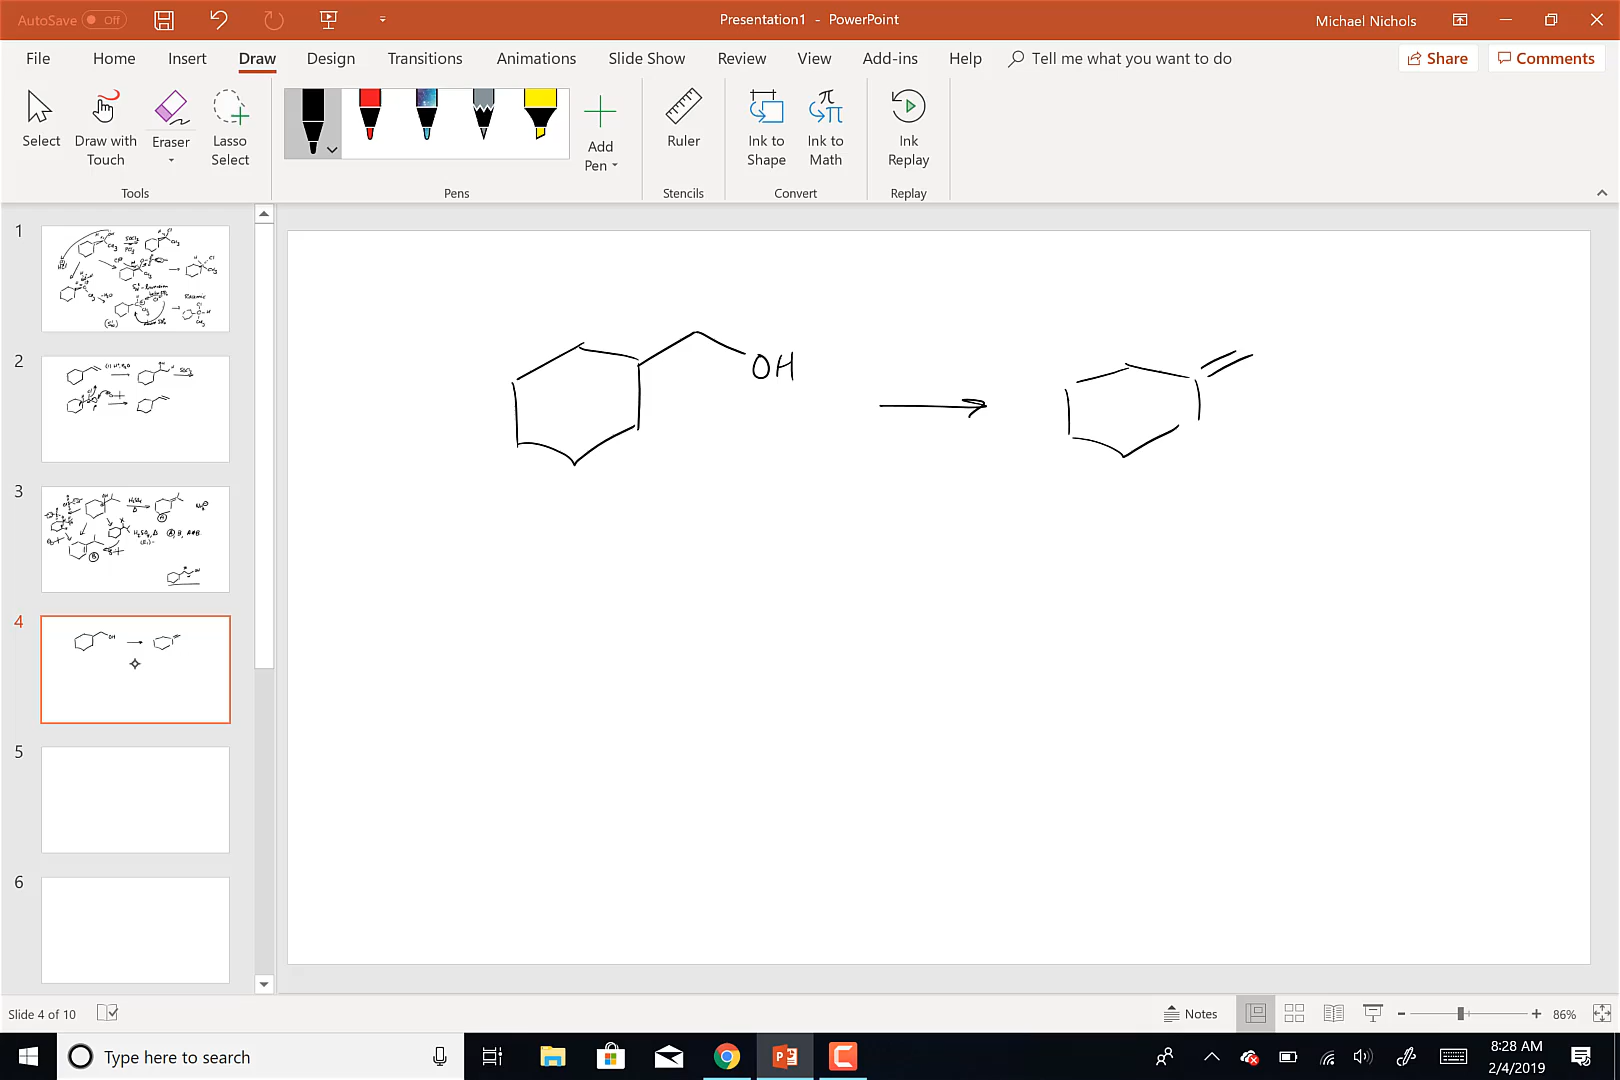 AutoSave Off
Presentation1 - PowerPoint
Michael Nichols
File Home Insert Draw Design Transitions Animations Slide Show Review View Add-ins Help Tell me what you want to do
Share Comments
Select
Draw with Touch
Eraser
Lasso Select
Add Pen
Ruler
Ink to Shape
Ink to Math
Ink Replay
Tools Pens Stencils Convert Replay
1
2
3
4
5
6
OH
Slide 4 of 10
Notes
86%
Type here to search
8:28 AM
2/4/2019